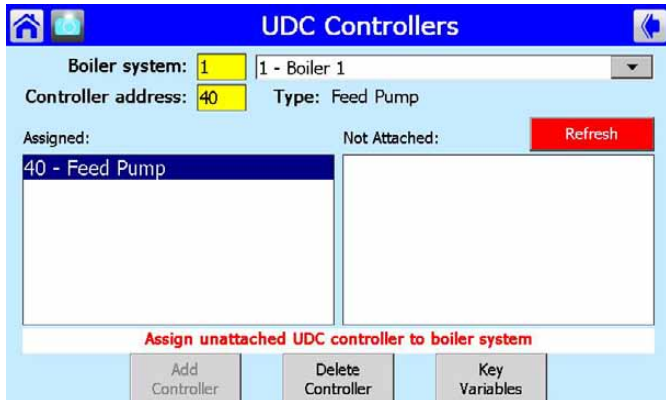 UDC Controllers
Boiler system: 1 1 - Boiler 1
Controller address: 40 Type: Feed Pump
Assigned: Not Attached: Refresh
40 - Feed Pump
Assign unattached UDC controller to boiler system
Add Controller
Delete Controller
Key Variables